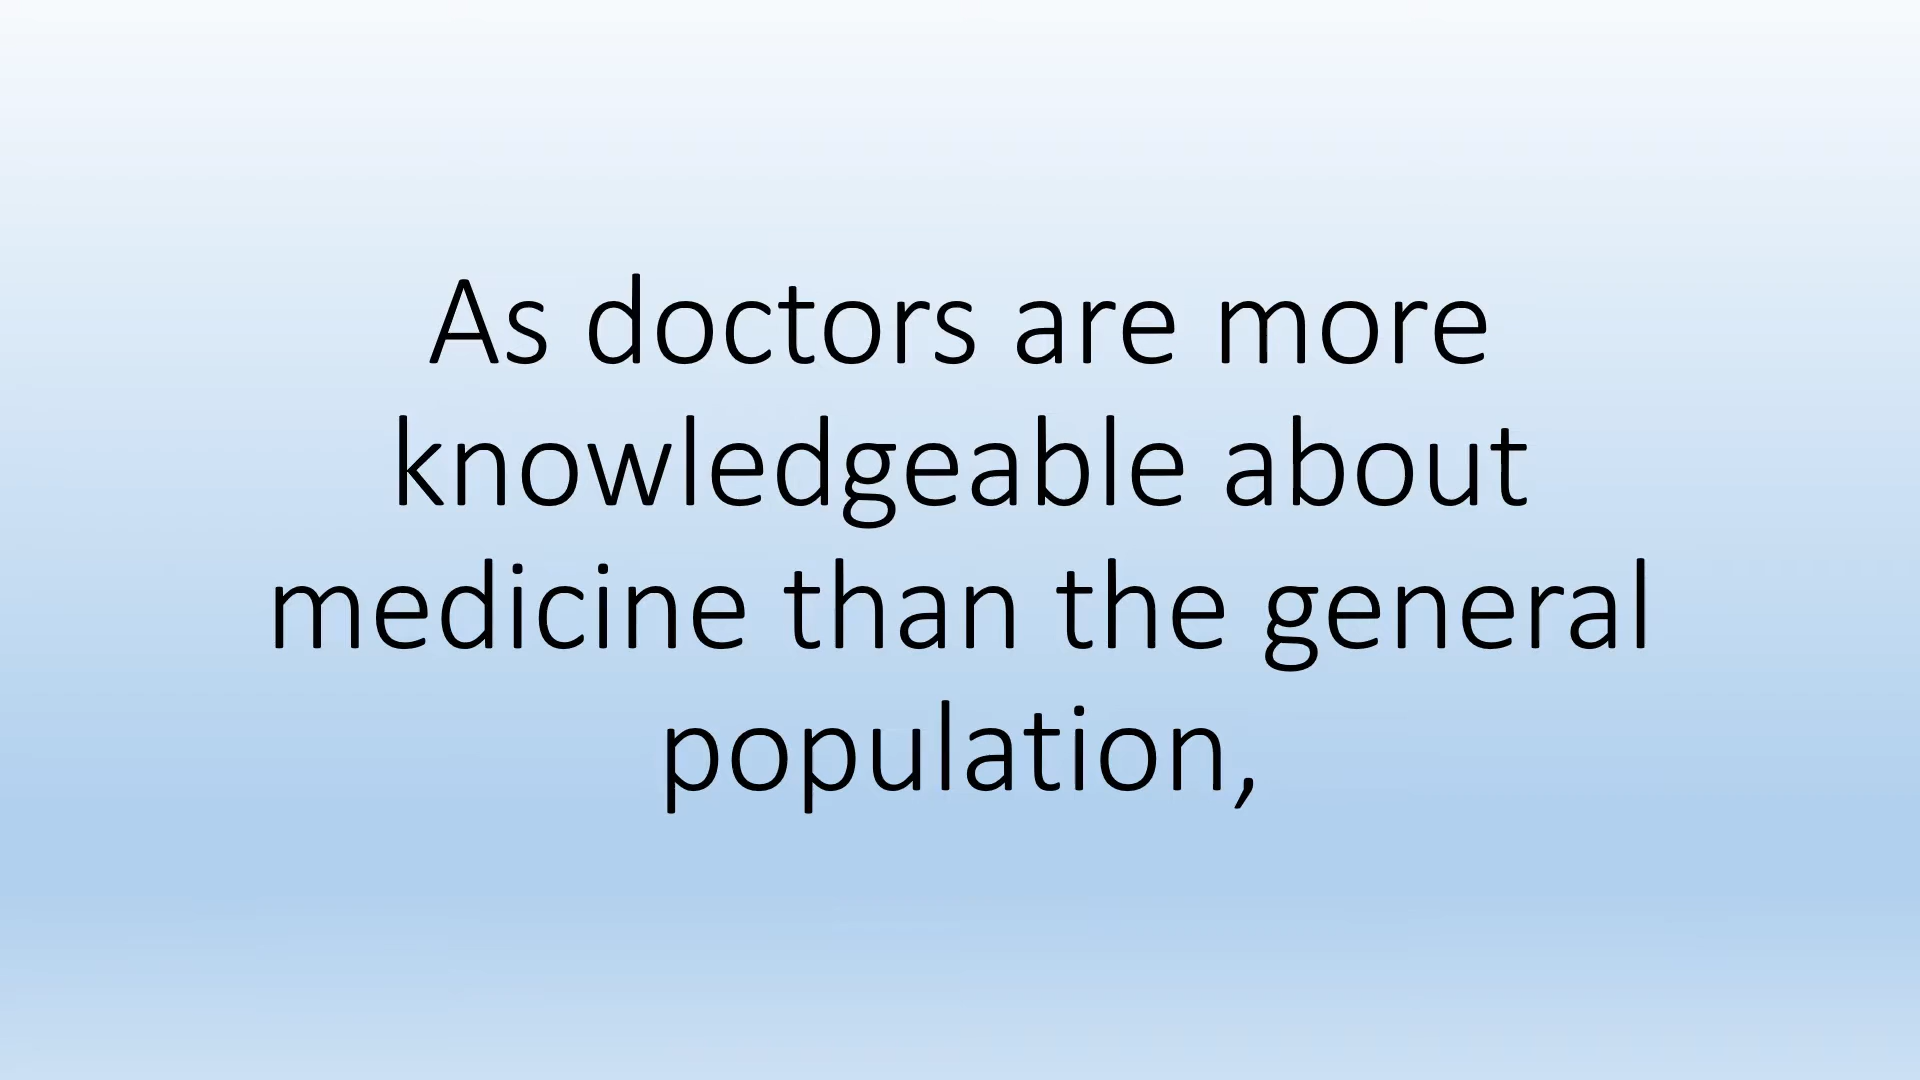 As doctors are more
knowledgeable about
medicine than the general
population,